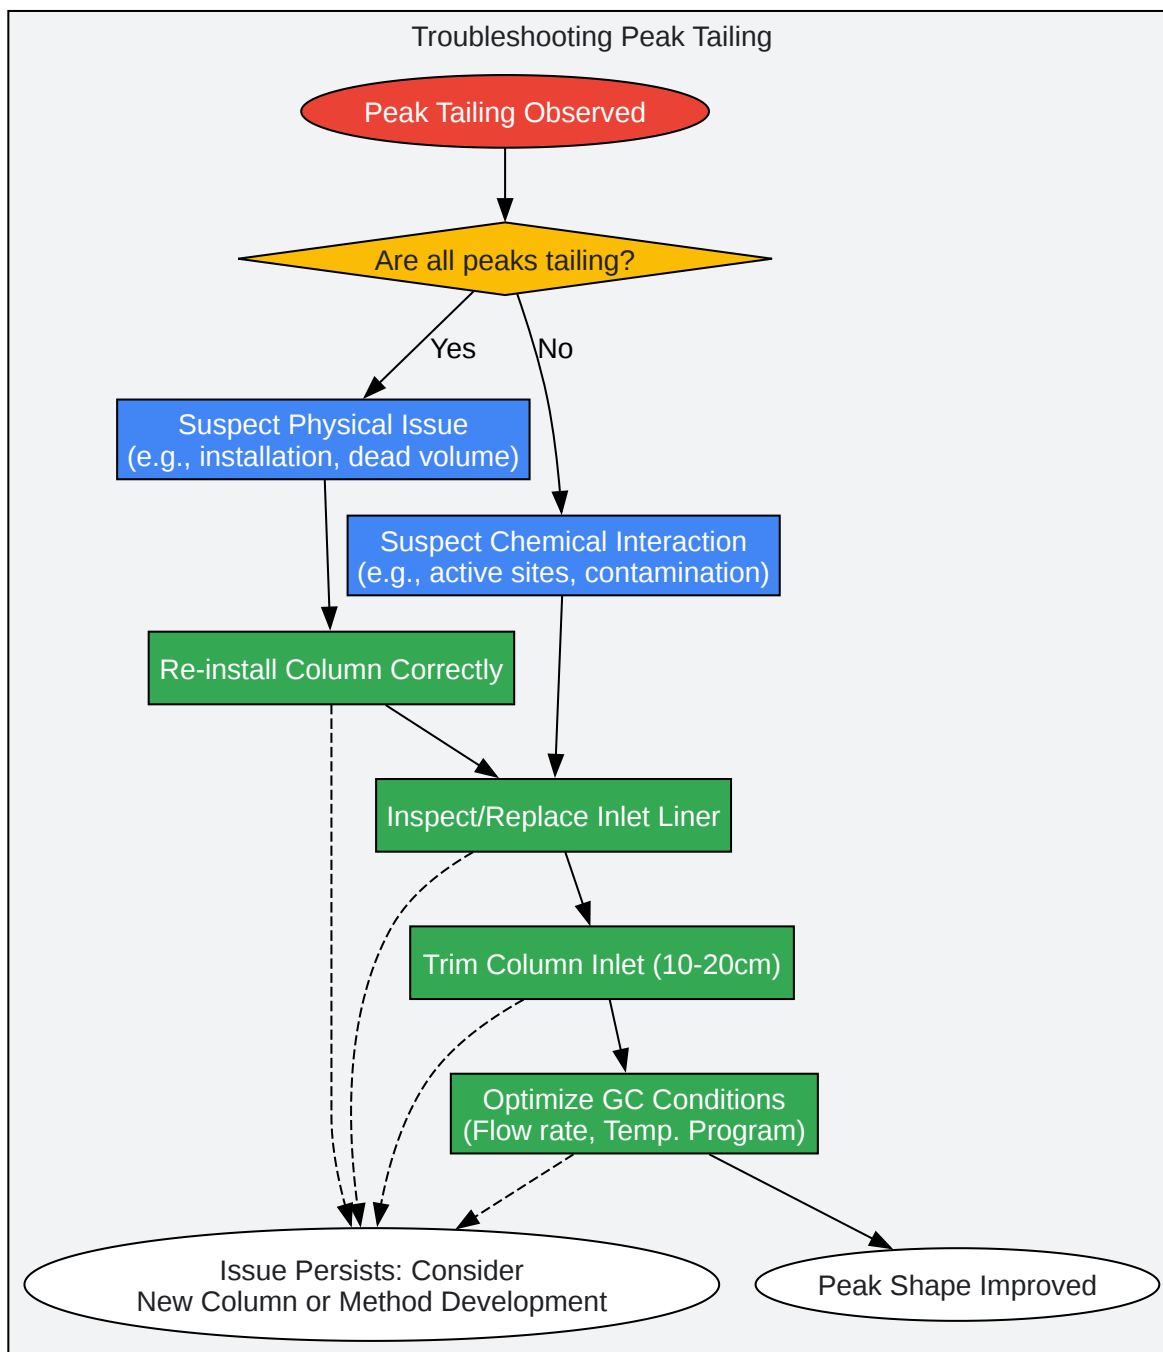 Troubleshooting Peak Tailing
Peak Tailing Observed
Are all peaks tailing?
Yes
No
Suspect Physical Issue
(e.g., installation, dead volume)
Suspect Chemical Interaction
(e.g., active sites, contamination)
Re-install Column Correctly
Inspect/Replace Inlet Liner
Trim Column Inlet (10-20cm)
Optimize GC Conditions
(Flow rate, Temp. Program)
Issue Persists: Consider
New Column or Method Development
Peak Shape Improved